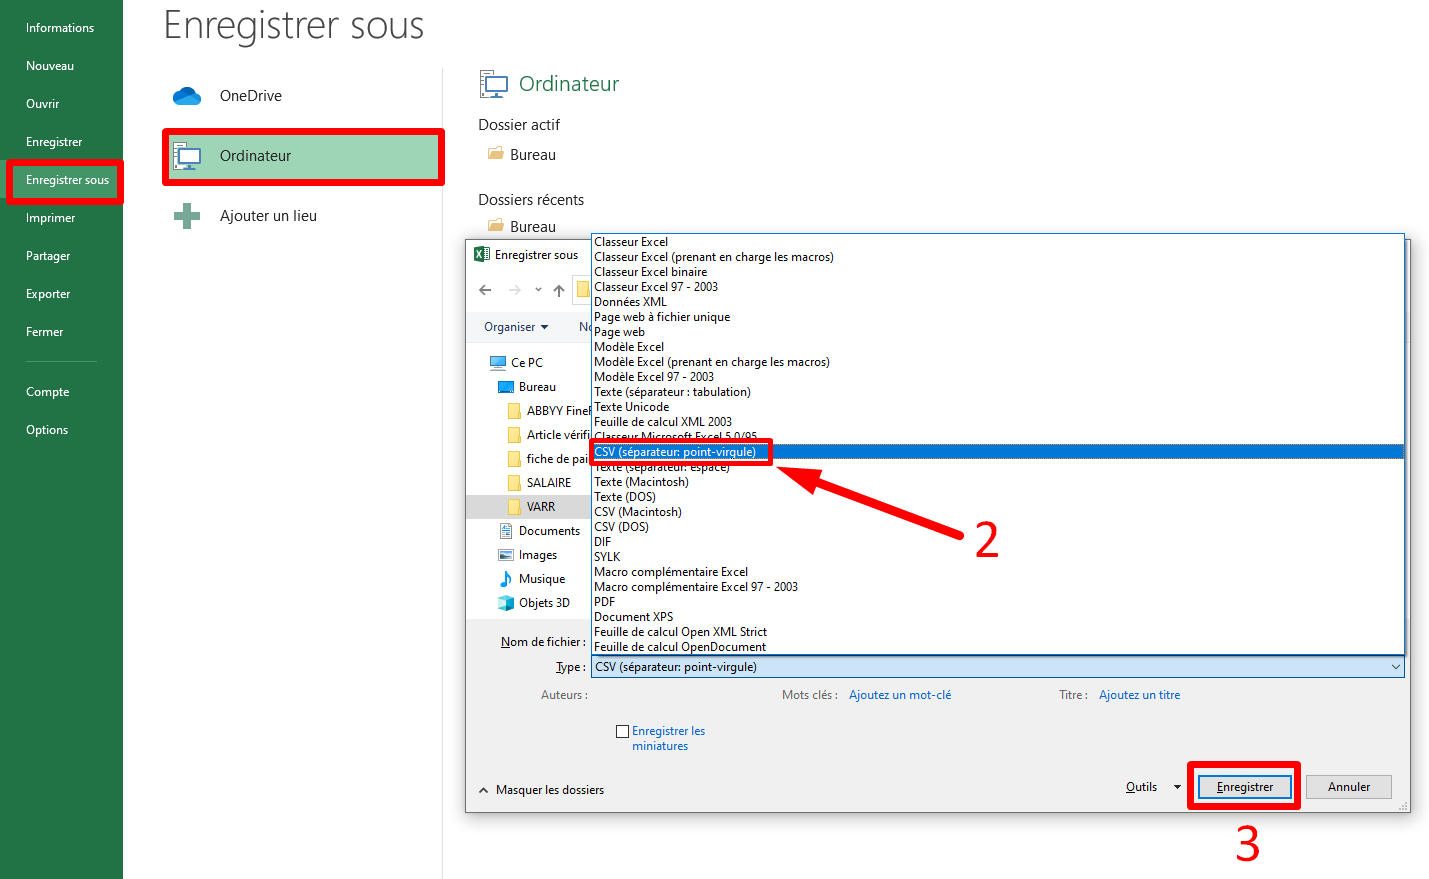 Informations
Nouveau
Ouvrir
Enregistrer
Enregistrer sous
Imprimer
Partager
Exporter
Fermer
Compte
Options
Enregistrer sous
OneDrive
Ordinateur
Ajouter un lieu
Ordinateur
Dossier actif
Bureau
Dossiers récents
Bureau
Enregistrer sous
Organiser
Ce PC
Bureau
ABBYY Fine
Article vérifi
fiche de pai
SALAIRE
VARR
Documents
Images
Musique
Objets 3D
Classeur Excel
Classeur Excel (prenant en charge les macros)
Classeur Excel binaire
Classeur Excel 97 - 2003
Données XML
Page web à fichier unique
Page web
Modèle Excel
Modèle Excel (prenant en charge les macros)
Modèle Excel 97 - 2003
Texte (séparateur : tabulation)
Texte Unicode
Feuille de calcul XML 2003
Classeur Microsoft Excel 5.0/95
CSV (séparateur: point-virgule)
Texte (séparateur: espace)
Texte (Macintosh)
Texte (DOS)
CSV (Macintosh)
CSV (DOS)
DIF
SYLK
Macro complémentaire Excel
Macro complémentaire Excel 97 - 2003
PDF
Document XPS
Feuille de calcul Open XML Strict
Feuille de calcul OpenDocument
2
Nom de fichier :
Type : CSV (séparateur: point-virgule)
Auteurs : Mots clés : Ajoutez un mot-clé Titre : Ajoutez un titre
Enregistrer les
miniatures
Masquer les dossiers
Outils Enregistrer Annuler
3